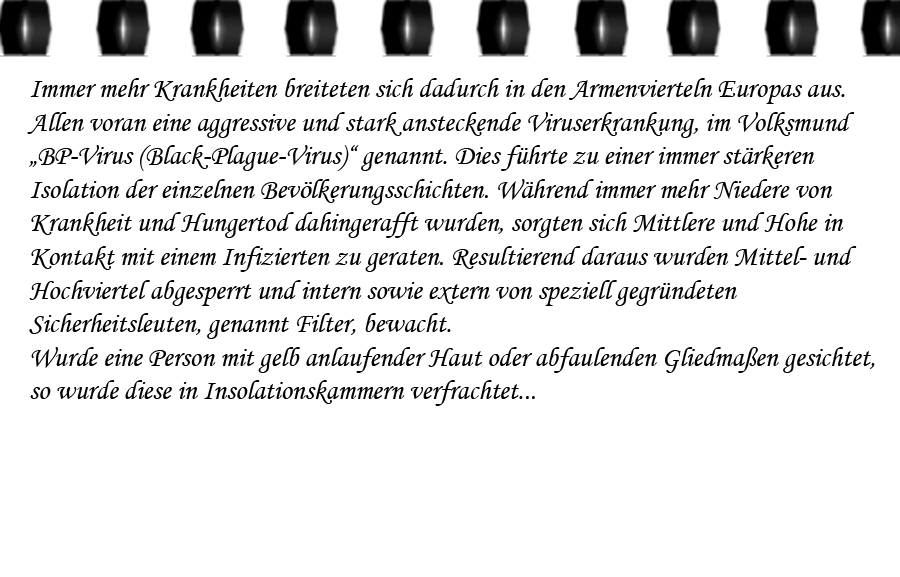 Immer mehr Krankheiten breiteten sich dadurch in den Armenvierteln Europas aus.
Allen voran eine aggressive und stark ansteckende Viruserkrankung, im Volksmund
„BP-Virus (Black-Plague-Virus)“ genannt. Dies führte zu einer immer stärkeren
Isolation der einzelnen Bevölkerungsschichten. Während immer mehr Niedere von
Krankheit und Hungertod dahingerafft wurden, sorgten sich Mittlere und Hohe in
Kontakt mit einem Infizierten zu geraten. Resultierend daraus wurden Mittel- und
Hochviertel abgesperrt und intern sowie extern von speziell gegründeten
Sicherheitsleuten, genannt Filter, bewacht.
Wurde eine Person mit gelb anlaufender Haut oder abfaulenden Gliedmaßen gesichtet,
so wurde diese in Insolationskammern verfrachtet...